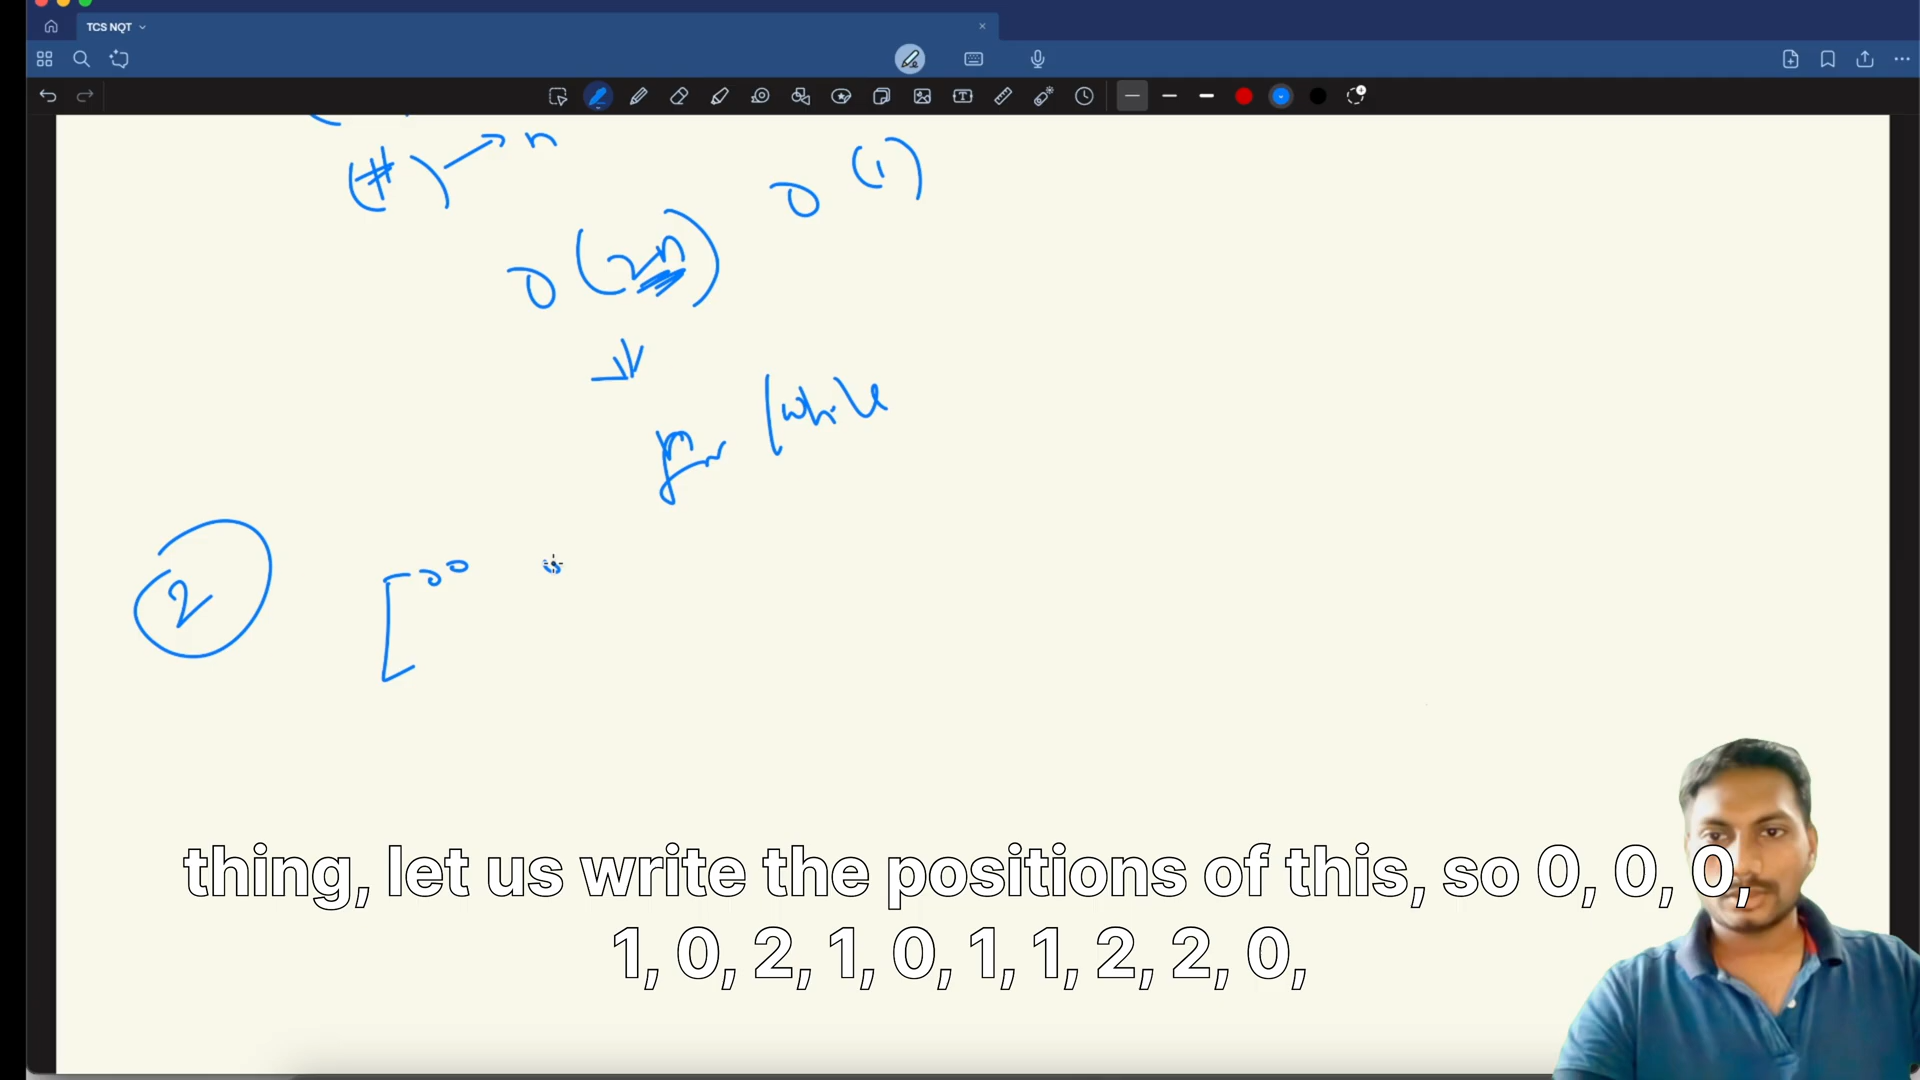 TCS NQT
(#) → n
O (1)
O (2n)
for / while
2
[ 00 0
thing, let us write the positions of this, so 0, 0, 0,
1, 0, 2, 1, 0, 1, 1, 2, 2, 0,